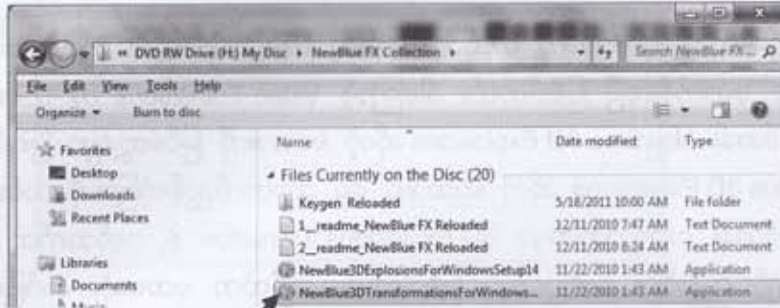 DVD RW Drive (H:) My Disc ▸ NewBlue FX Collection ▸ Search NewBlue FX ...
File Edit View Tools Help
Organize Burn to disc
Favorites
Desktop
Downloads
Recent Places
Libraries
Documents
Music
Name Date modified Type
Files Currently on the Disc (20)
Keygen Reloaded 5/18/2011 10:00 AM File folder
1__readme_NewBlue FX Reloaded 12/11/2010 7:47 AM Text Document
2__readme_NewBlue FX Reloaded 12/11/2010 8:24 AM Text Document
NewBlue3DExplosionsForWindowsSetup14 11/22/2010 1:43 AM Application
NewBlue3DTransformationsForWindows... 11/22/2010 1:43 AM Application